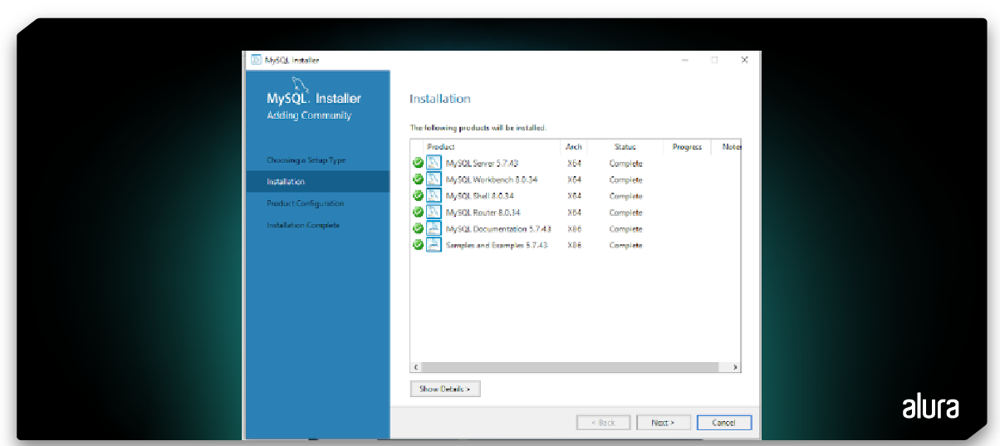 MySQL Installer
MySQL. Installer
Adding Community
Choosing a Setup Type
Installation
Product Configuration
Installation Complete
Installation
The following products will be installed.
Product Arch Status Progress Notes
MySQL Server 5.7.43 X64 Complete
MySQL Workbench 8.0.34 X64 Complete
MySQL Shell 8.0.34 X64 Complete
MySQL Router 8.0.34 X64 Complete
MySQL Documentation 5.7.43 X86 Complete
Samples and Examples 5.7.43 X86 Complete
Show Details >
< Back Next > Cancel
alura